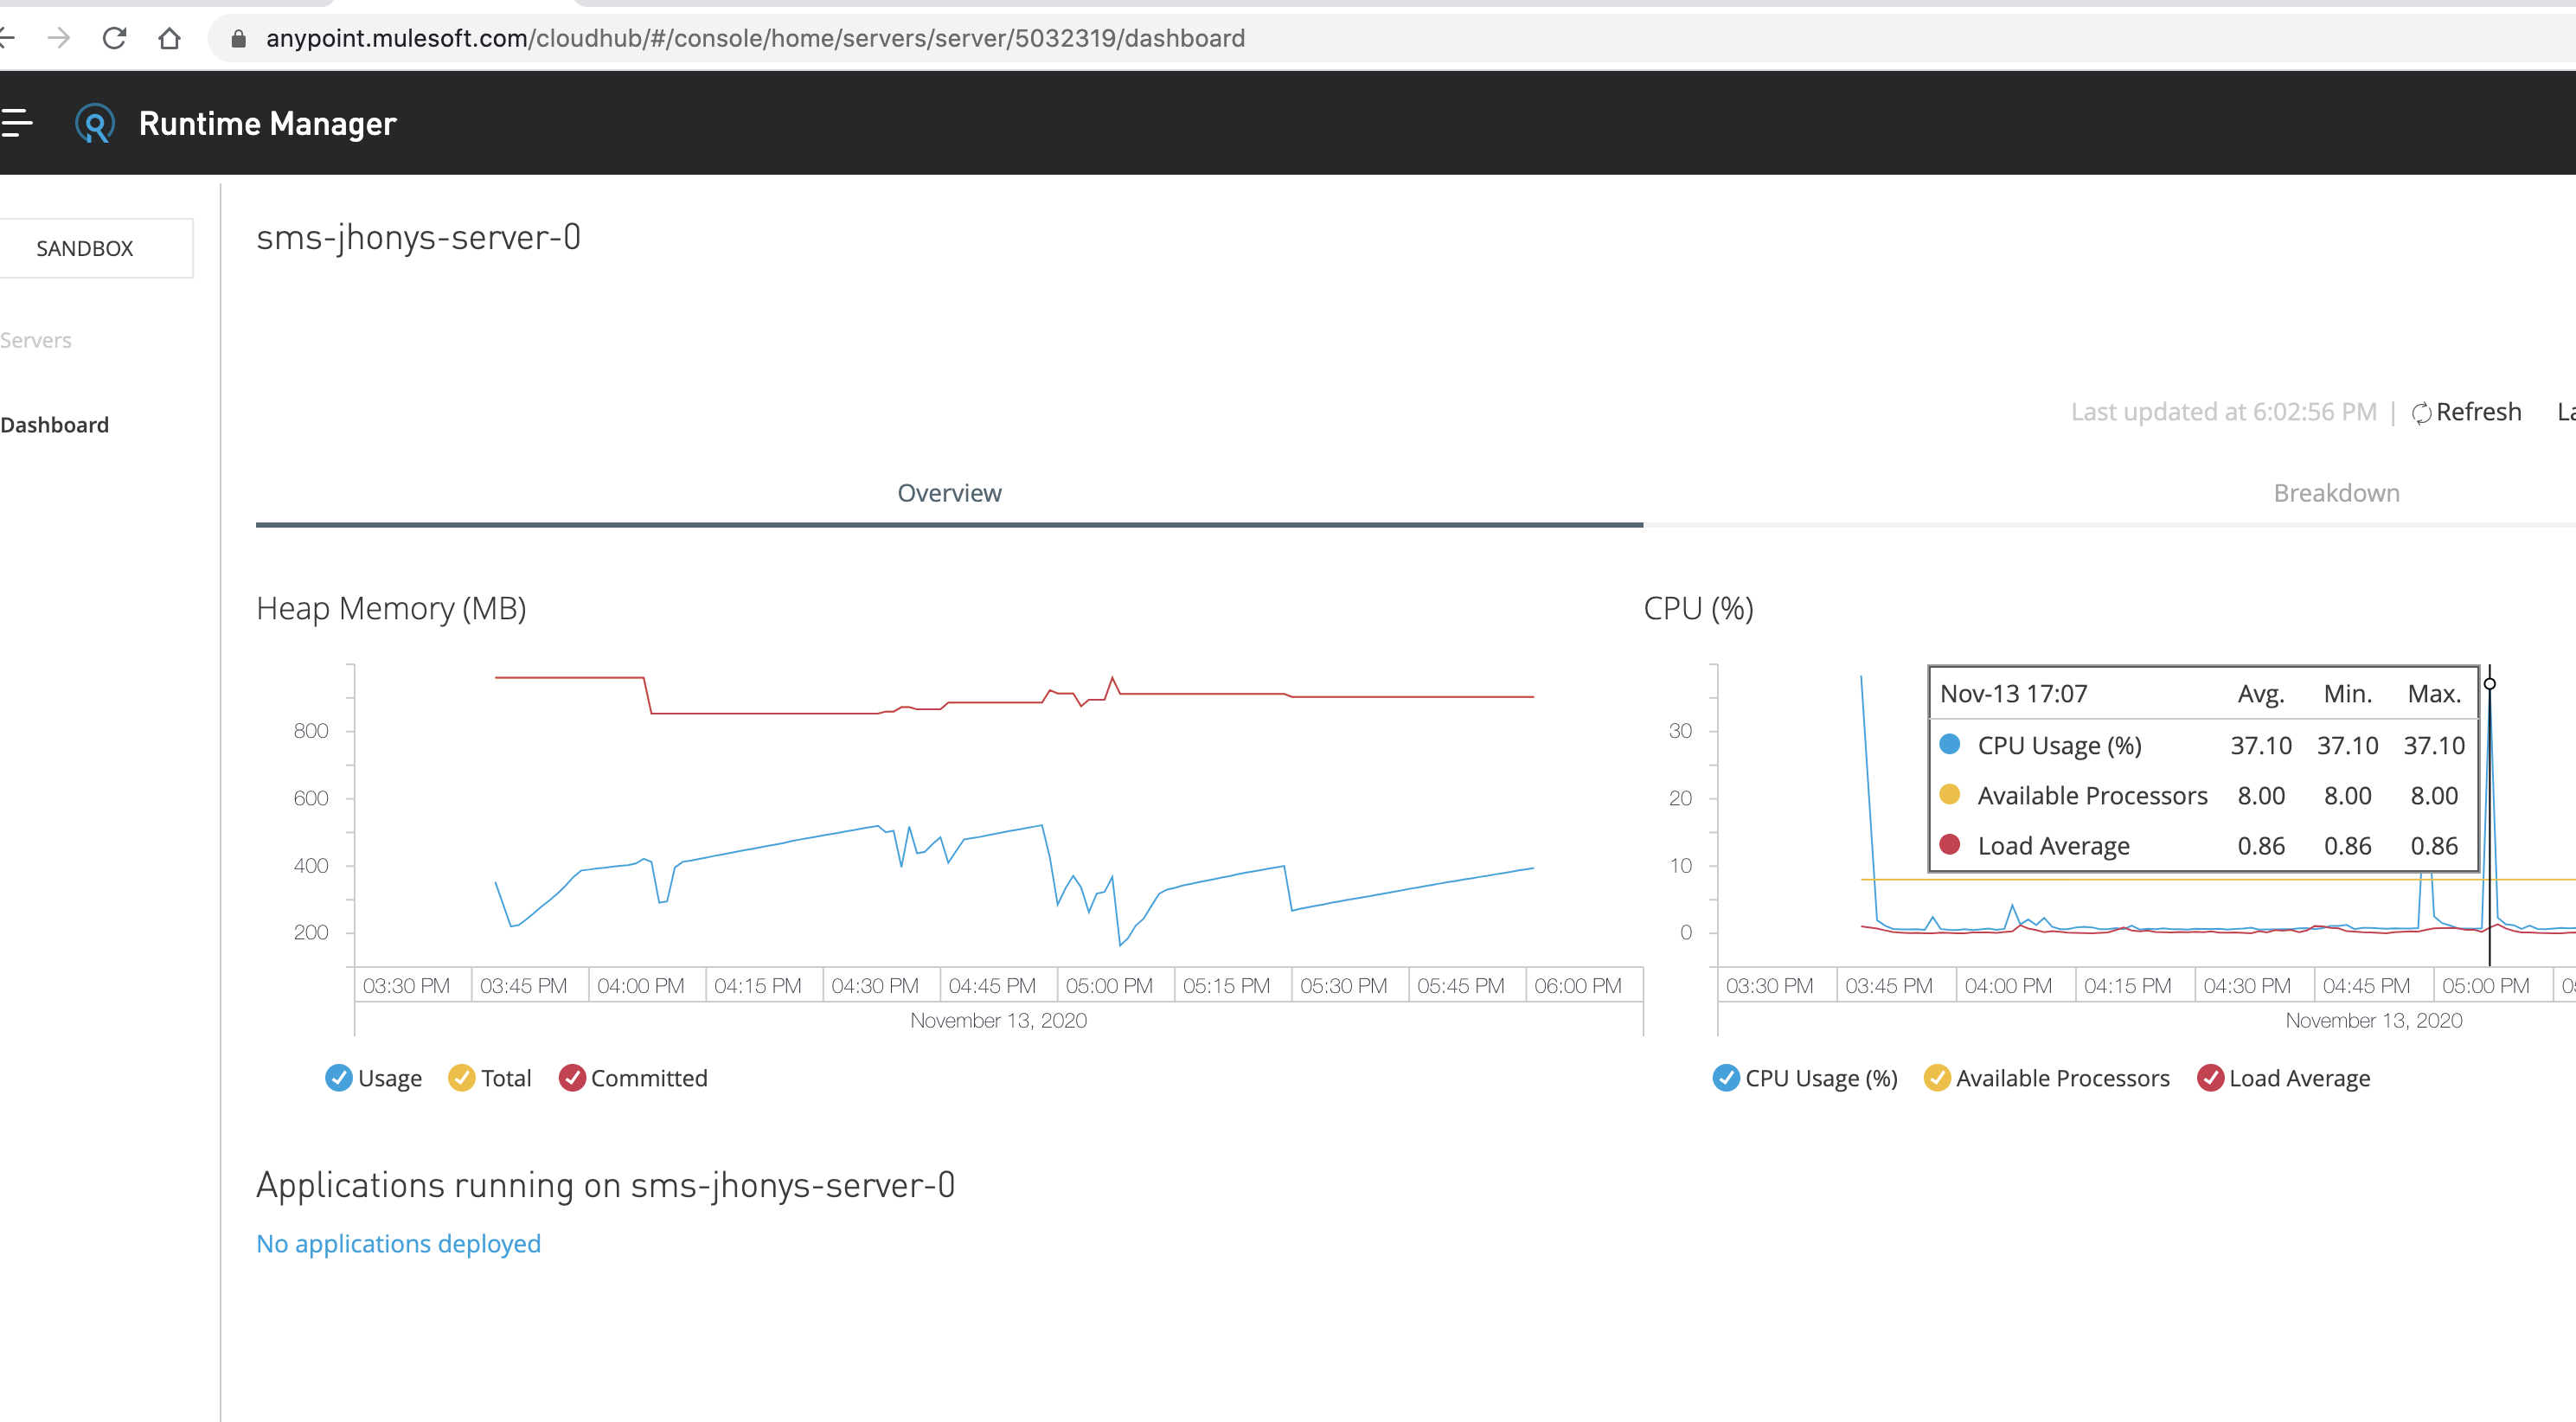 anypoint.mulesoft.com/cloudhub/#/console/home/servers/server/5032319/dashboard
Runtime Manager
SANDBOX
Servers
Dashboard
sms-jhonys-server-0
Last updated at 6:02:56 PM | Refresh La
Overview Breakdown
Heap Memory (MB)
800
600
400
200
03:30 PM 03:45 PM 04:00 PM 04:15 PM 04:30 PM 04:45 PM 05:00 PM 05:15 PM 05:30 PM 05:45 PM 06:00 PM
November 13, 2020
Usage Total Committed
CPU (%)
30
20
10
0
Nov-13 17:07 Avg. Min. Max.
CPU Usage (%) 37.10 37.10 37.10
Available Processors 8.00 8.00 8.00
Load Average 0.86 0.86 0.86
03:30 PM 03:45 PM 04:00 PM 04:15 PM 04:30 PM 04:45 PM 05:00 PM
November 13, 2020
CPU Usage (%) Available Processors Load Average
Applications running on sms-jhonys-server-0
No applications deployed